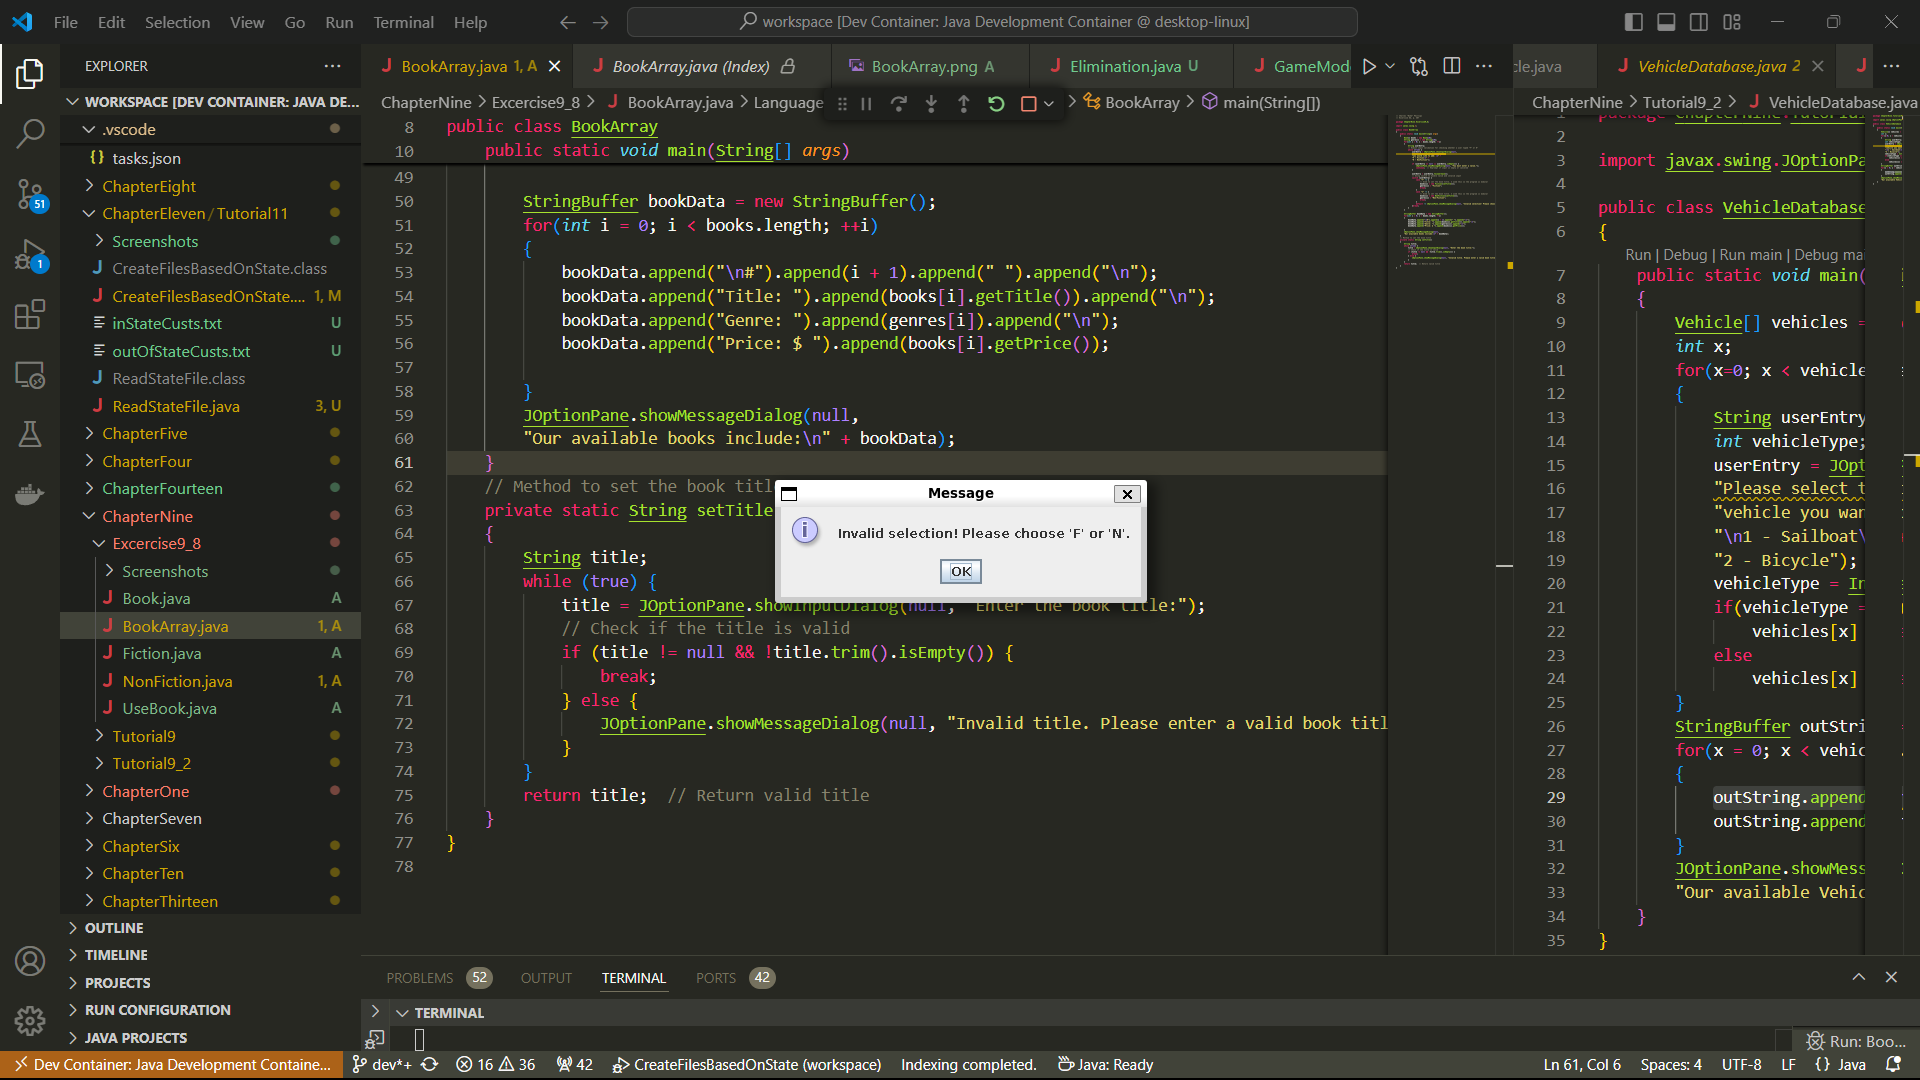 File Edit Selection View Go Run Terminal Help
workspace [Dev Container: Java Development Container @ desktop-linux]
EXPLORER
WORKSPACE [DEV CONTAINER: JAVA DE...
.vscode
tasks.json
ChapterEight
ChapterEleven / Tutorial11
Screenshots
CreateFilesBasedOnState.class
CreateFilesBasedOnState.... 1, M
inStateCusts.txt U
outOfStateCusts.txt U
ReadStateFile.class
ReadStateFile.java 3, U
ChapterFive
ChapterFour
ChapterFourteen
ChapterNine
Excercise9_8
Screenshots
Book.java A
BookArray.java 1, A
Fiction.java A
NonFiction.java 1, A
UseBook.java A
Tutorial9
Tutorial9_2
ChapterOne
ChapterSeven
ChapterSix
ChapterTen
ChapterThirteen
OUTLINE
TIMELINE
PROJECTS
RUN CONFIGURATION
JAVA PROJECTS
51
1
BookArray.java 1, A
BookArray.java (Index)
BookArray.png A
Elimination.java U
GameMod
ChapterNine > Excercise9_8 > BookArray.java > Language
> BookArray > main(String[])
8 public class BookArray
10 public static void main(String[] args)
49
50 StringBuffer bookData = new StringBuffer();
51 for(int i = 0; i < books.length; ++i)
52 {
53 bookData.append("\n#").append(i + 1).append(" ").append("\n");
54 bookData.append("Title: ").append(books[i].getTitle()).append("\n");
55 bookData.append("Genre: ").append(genres[i]).append("\n");
56 bookData.append("Price: $ ").append(books[i].getPrice());
57
58 }
59 JOptionPane.showMessageDialog(null,
60 "Our available books include:\n" + bookData);
61 }
62 // Method to set the book titl
63 private static String setTitle
64 {
65 String title;
66 while (true) {
67 title = JOptionPane.showInputDialog(null, "Enter the book title:");
68 // Check if the title is valid
69 if (title != null && !title.trim().isEmpty()) {
70 break;
71 } else {
72 JOptionPane.showMessageDialog(null, "Invalid title. Please enter a valid book titl
73 }
74 }
75 return title; // Return valid title
76 }
77 }
78
Message
Invalid selection! Please choose 'F' or 'N'.
OK
cle.java
VehicleDatabase.java 2
ChapterNine > Tutorial9_2 > VehicleDatabase.java
2
3 import javax.swing.JOptionPa
4
5 public class VehicleDatabase
6 {
Run | Debug | Run main | Debug mai
7 public static void main(
8 {
9 Vehicle[] vehicles =
10 int x;
11 for(x=0; x < vehicle
12 {
13 String userEntry
14 int vehicleType;
15 userEntry = JOpt
16 "Please select t
17 "vehicle you wan
18 "\n1 - Sailboat\
19 "2 - Bicycle");
20 vehicleType = In
21 if(vehicleType =
22 vehicles[x]
23 else
24 vehicles[x]
25 }
26 StringBuffer outStri
27 for(x = 0; x < vehic
28 {
29 outString.append
30 outString.append
31 }
32 JOptionPane.showMess
33 "Our available Vehic
34 }
35 }
PROBLEMS 52 OUTPUT TERMINAL PORTS 42
TERMINAL
Run: Boo...
Dev Container: Java Development Containe... dev*+ 16 36 42 CreateFilesBasedOnState (workspace) Indexing completed. Java: Ready
Ln 61, Col 6 Spaces: 4 UTF-8 LF {} Java